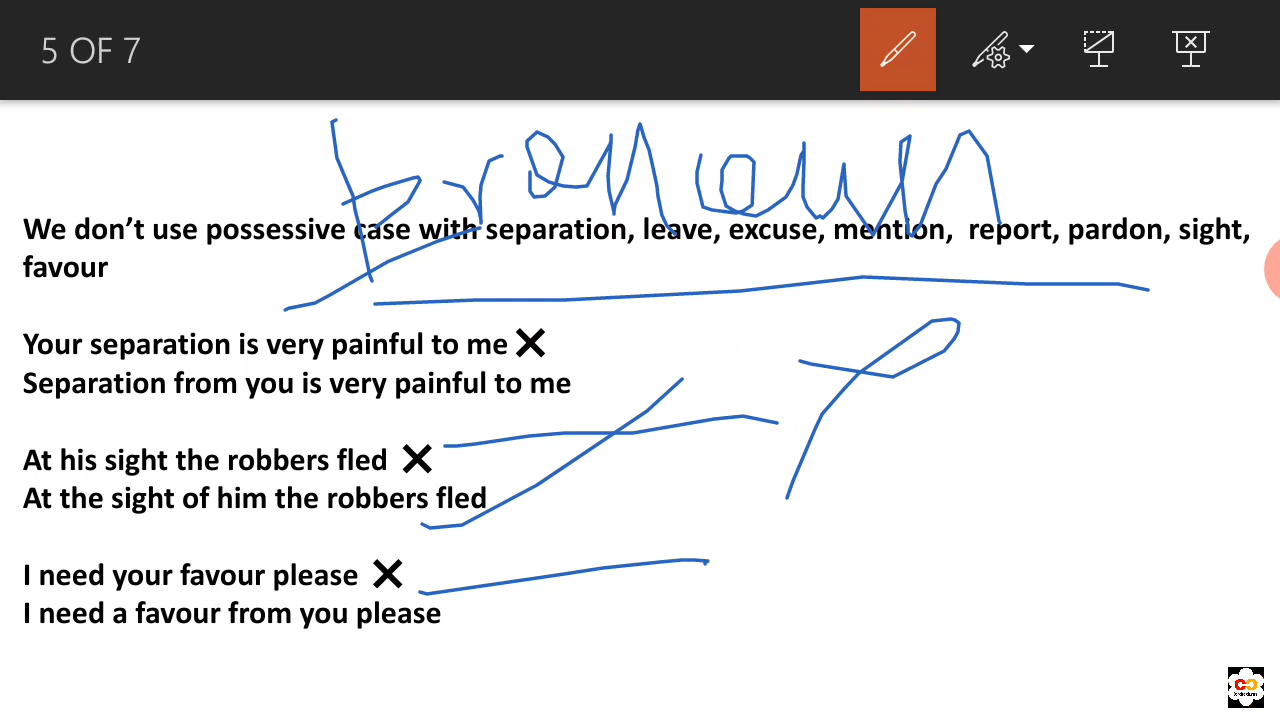 5 OF 7
Pronoun
We don’t use possessive case with separation, leave, excuse, mention, report, pardon, sight,
favour
Your separation is very painful to me ❌
Separation from you is very painful to me
At his sight the robbers fled ❌
At the sight of him the robbers fled
I need your favour please ❌
I need a favour from you please